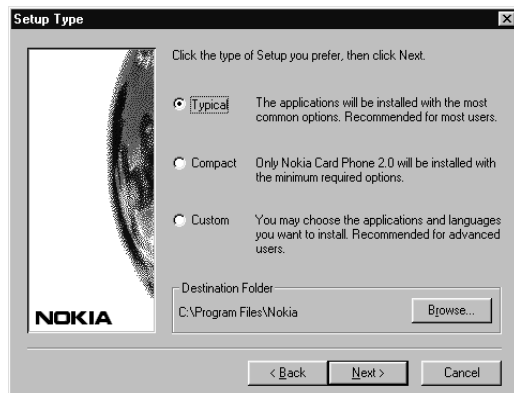 Setup Type
Click the type of Setup you prefer, then click Next.
Typical
The applications will be installed with the most
common options. Recommended for most users.
Compact
Only Nokia Card Phone 2.0 will be installed with
the minimum required options.
Custom
You may choose the applications and languages
you want to install. Recommended for advanced
users.
Destination Folder
C:\Program Files\Nokia
Browse...
NOKIA
< Back
Next >
Cancel